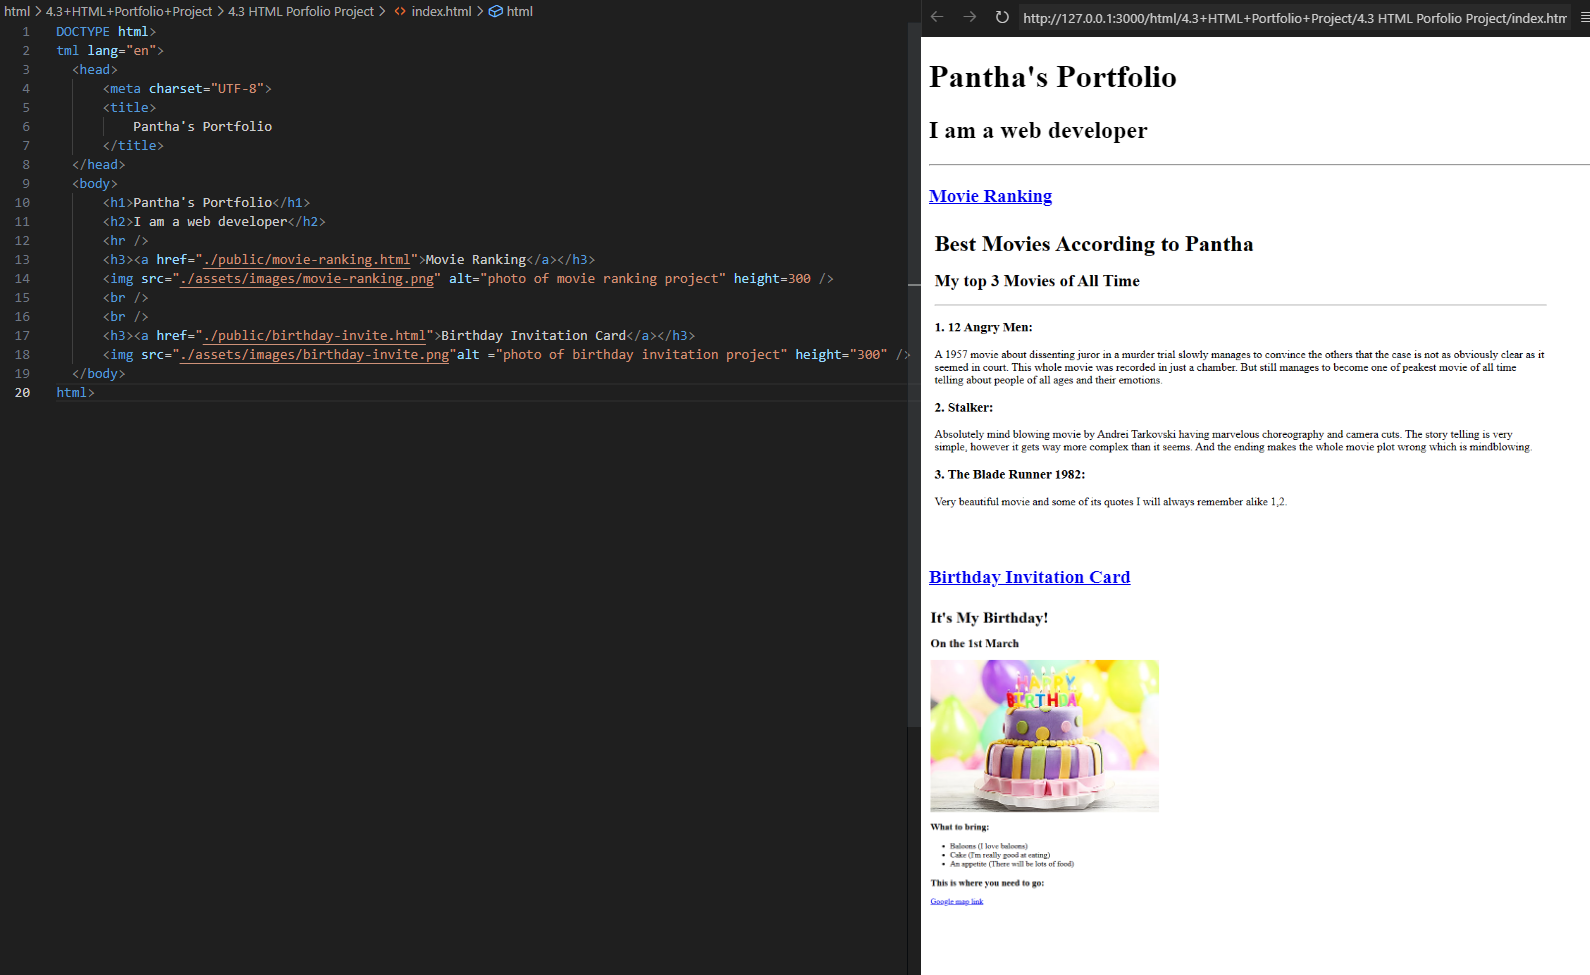 html > 4.3+HTML+Portfolio+Project > 4.3 HTML Porfolio Project > <> index.html > html
1 DOCTYPE html>
2 tml lang="en">
3 <head>
4 <meta charset="UTF-8">
5 <title>
6 Pantha's Portfolio
7 </title>
8 </head>
9 <body>
10 <h1>Pantha's Portfolio</h1>
11 <h2>I am a web developer</h2>
12 <hr />
13 <h3><a href="./public/movie-ranking.html">Movie Ranking</a></h3>
14 <img src="./assets/images/movie-ranking.png" alt="photo of movie ranking project" height=300 />
15 <br />
16 <br />
17 <h3><a href="./public/birthday-invite.html">Birthday Invitation Card</a></h3>
18 <img src="./assets/images/birthday-invite.png"alt ="photo of birthday invitation project" height="300" />
19 </body>
20 html>
http://127.0.0.1:3000/html/4.3+HTML+Portfolio+Project/4.3 HTML Porfolio Project/index.htm
Pantha's Portfolio
I am a web developer
Movie Ranking
Best Movies According to Pantha
My top 3 Movies of All Time
1. 12 Angry Men:
A 1957 movie about dissenting juror in a murder trial slowly manages to convince the others that the case is not as obviously clear as it
seemed in court. This whole movie was recorded in just a chamber. But still manages to become one of peakest movie of all time
telling about people of all ages and their emotions.
2. Stalker:
Absolutely mind blowing movie by Andrei Tarkovski having marvelous choreography and camera cuts. The story telling is very
simple, however it gets way more complex than it seems. And the ending makes the whole movie plot wrong which is mindblowing.
3. The Blade Runner 1982:
Very beautiful movie and some of its quotes I will always remember alike 1,2.
Birthday Invitation Card
It's My Birthday!
On the 1st March
HAPPY
BIRTHDAY
What to bring:
• Baloons (I love baloons)
• Cake (I'm really good at eating)
• An appetite (There will be lots of food)
This is where you need to go:
Google map link